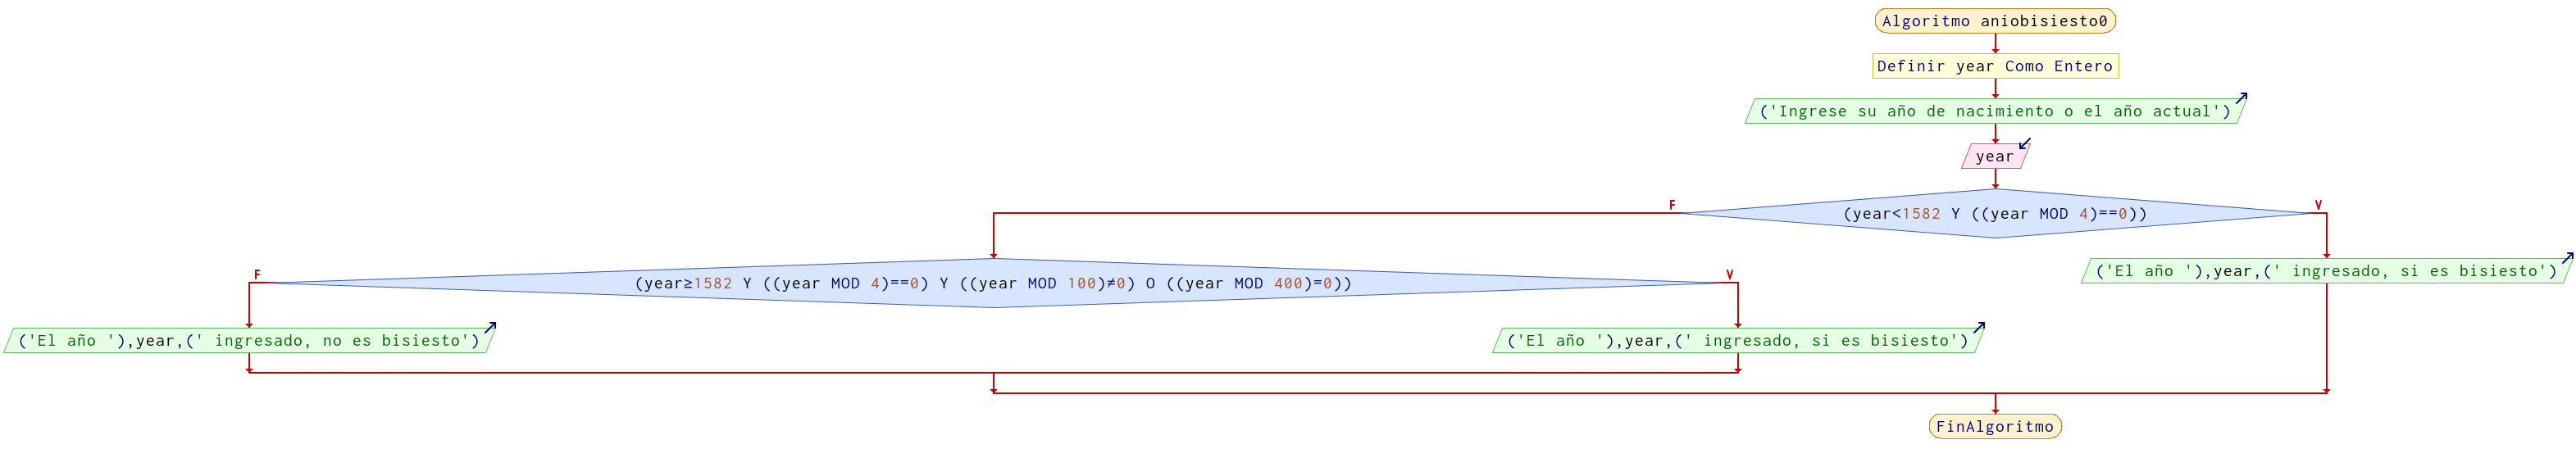 Algoritmo aniobisiesto0
Definir year Como Entero
('Ingrese su año de nacimiento o el año actual')
year
F
(year<1582 Y ((year MOD 4)==0))
V
('El año '),year,(' ingresado, si es bisiesto')
F
(year≥1582 Y ((year MOD 4)==0) Y ((year MOD 100)≠0) O ((year MOD 400)=0))
V
('El año '),year,(' ingresado, no es bisiesto')
('El año '),year,(' ingresado, si es bisiesto')
FinAlgoritmo